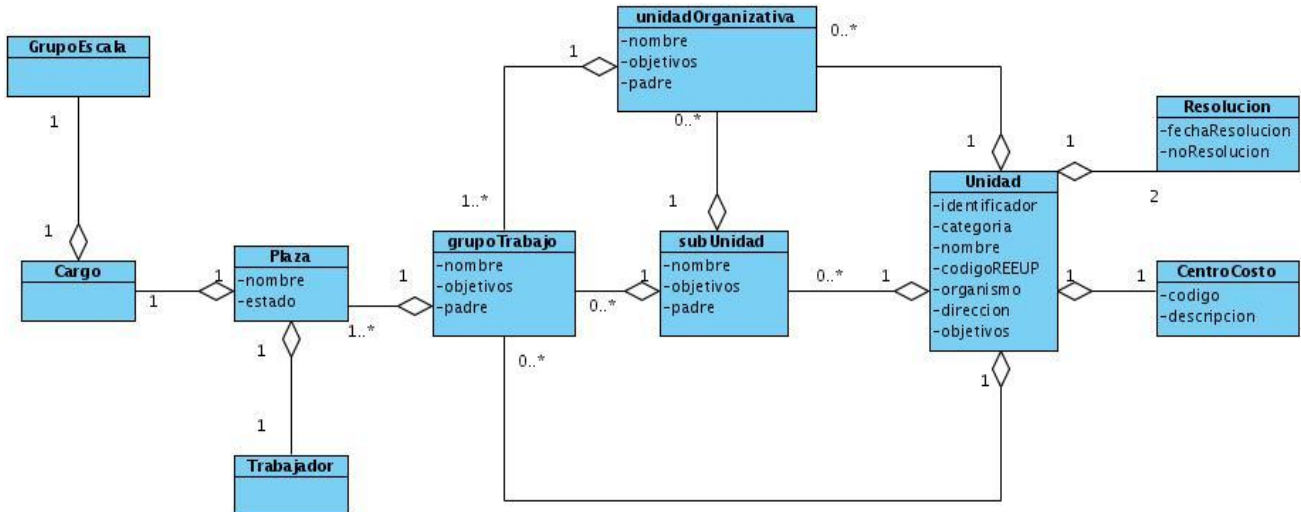 GrupoEscala
1
1
Cargo
1
1
Plaza
-nombre
-estado
1
1
Trabajador
1..*
1
grupoTrabajo
-nombre
-objetivos
-padre
1..*
1
unidadOrganizativa
-nombre
-objetivos
-padre
0..*
0..*
1
subUnidad
-nombre
-objetivos
-padre
0..*
1
0..*
1
0..*
1
1
Unidad
-identificador
-categoria
-nombre
-codigoREEUP
-organismo
-direccion
-objetivos
1
2
Resolucion
-fechaResolucion
-noResolucion
1
1
CentroCosto
-codigo
-descripcion